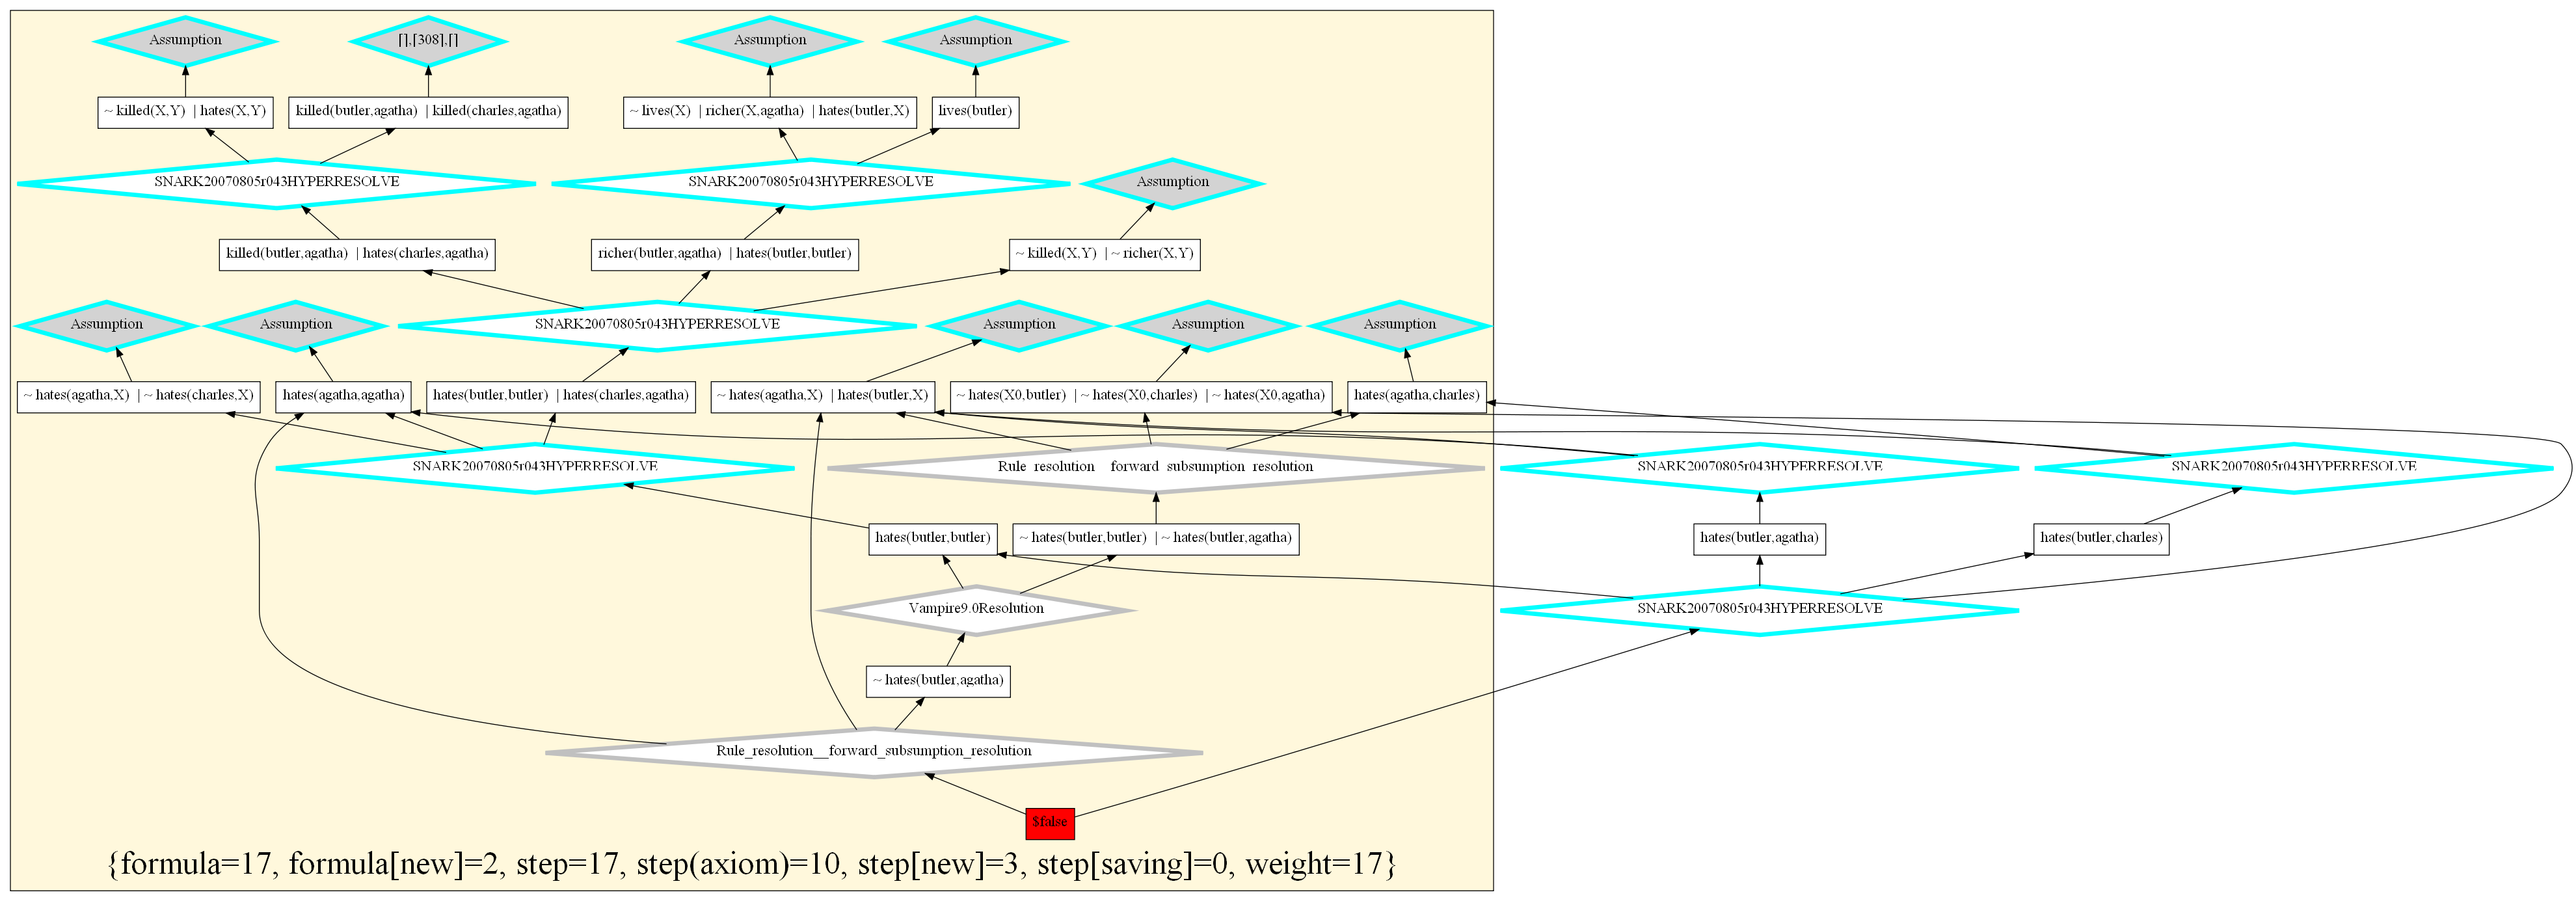 Assumption
[],[308],[]
Assumption
Assumption
~ killed(X,Y) | hates(X,Y)
killed(butler,agatha) | killed(charles,agatha)
~ lives(X) | richer(X,agatha) | hates(butler,X)
lives(butler)
SNARK20070805r043HYPERRESOLVE
SNARK20070805r043HYPERRESOLVE
Assumption
killed(butler,agatha) | hates(charles,agatha)
richer(butler,agatha) | hates(butler,butler)
~ killed(X,Y) | ~ richer(X,Y)
Assumption
Assumption
SNARK20070805r043HYPERRESOLVE
Assumption
Assumption
Assumption
~ hates(agatha,X) | ~ hates(charles,X)
hates(agatha,agatha)
hates(butler,butler) | hates(charles,agatha)
~ hates(agatha,X) | hates(butler,X)
~ hates(X0,butler) | ~ hates(X0,charles) | ~ hates(X0,agatha)
hates(agatha,charles)
SNARK20070805r043HYPERRESOLVE
Rule_resolution__forward_subsumption_resolution
SNARK20070805r043HYPERRESOLVE
SNARK20070805r043HYPERRESOLVE
hates(butler,butler)
~ hates(butler,butler) | ~ hates(butler,agatha)
hates(butler,agatha)
hates(butler,charles)
Vampire9.0Resolution
SNARK20070805r043HYPERRESOLVE
~ hates(butler,agatha)
Rule_resolution__forward_subsumption_resolution
$false
{formula=17, formula[new]=2, step=17, step(axiom)=10, step[new]=3, step[saving]=0, weight=17}